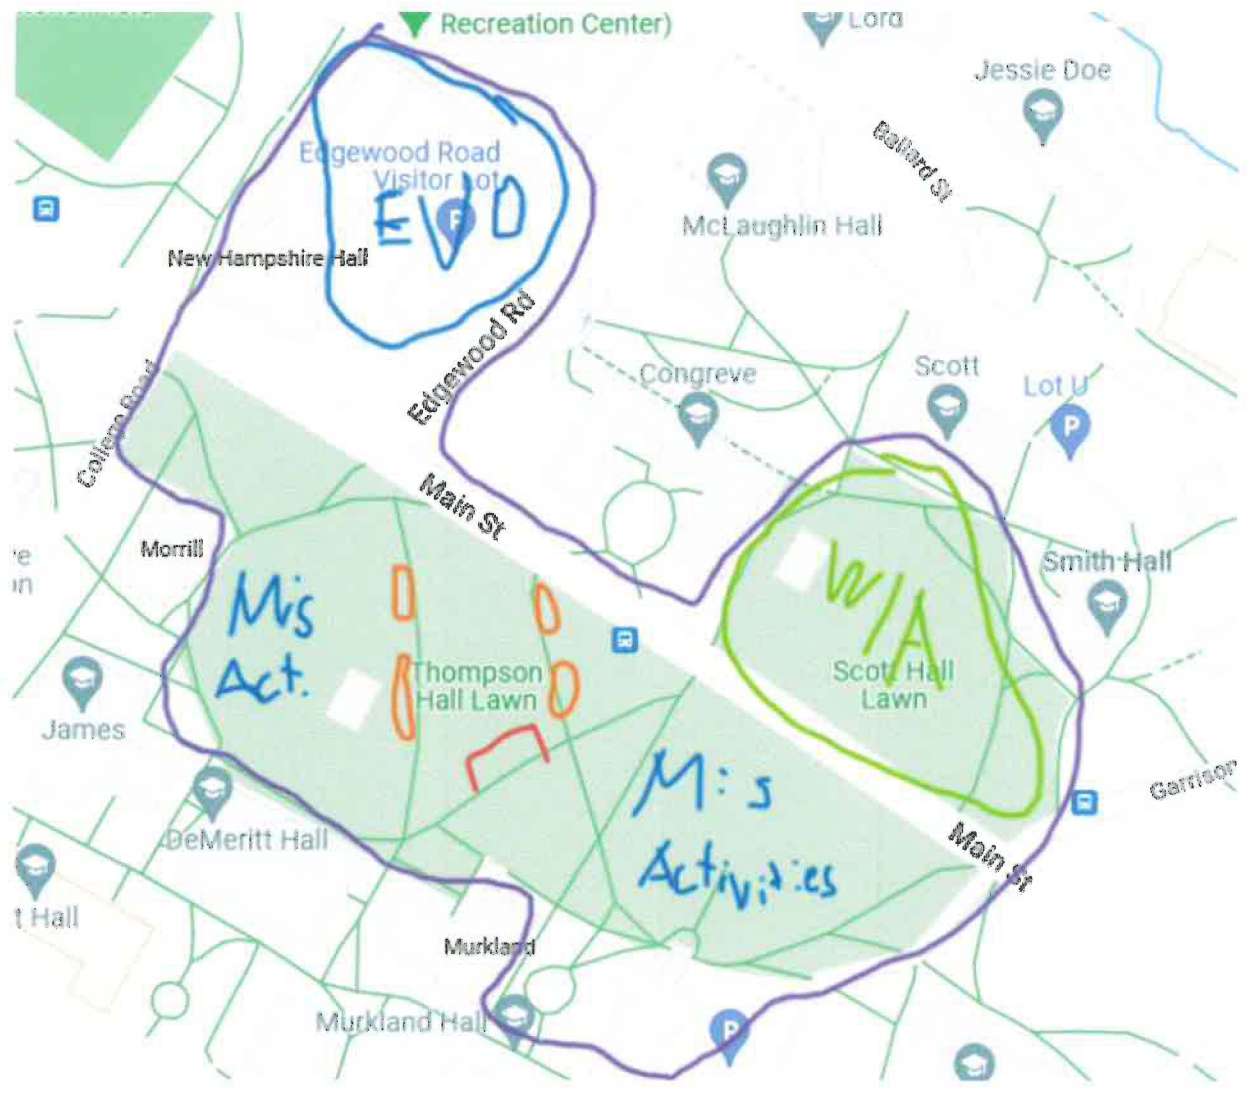 Recreation Center)
Lord
Jessie Doe
Ballard St
Edgewood Road
Visitor Lot
P
EVO
McLaughlin Hall
New Hampshire Hall
Edgewood Rd
College Road
Congreve
Scott
Lot U
P
Main St
Morrill
Smith Hall
Mis
Act.
W/A
Thompson
Hall Lawn
Scott Hall
Lawn
James
Mis
Activities
Garrison
DeMeritt Hall
Main St
t Hall
Murkland
Murkland Hall
P